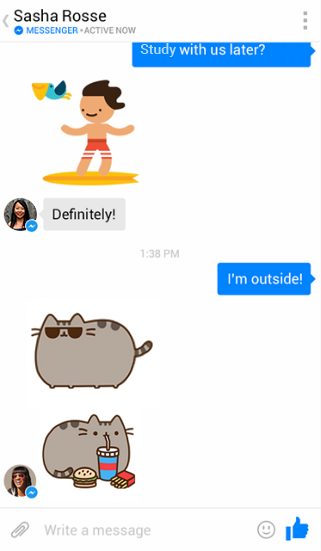 Sasha Rosse
MESSENGER • ACTIVE NOW
Study with us later?
Definitely!
1:38 PM
I'm outside!
Write a message